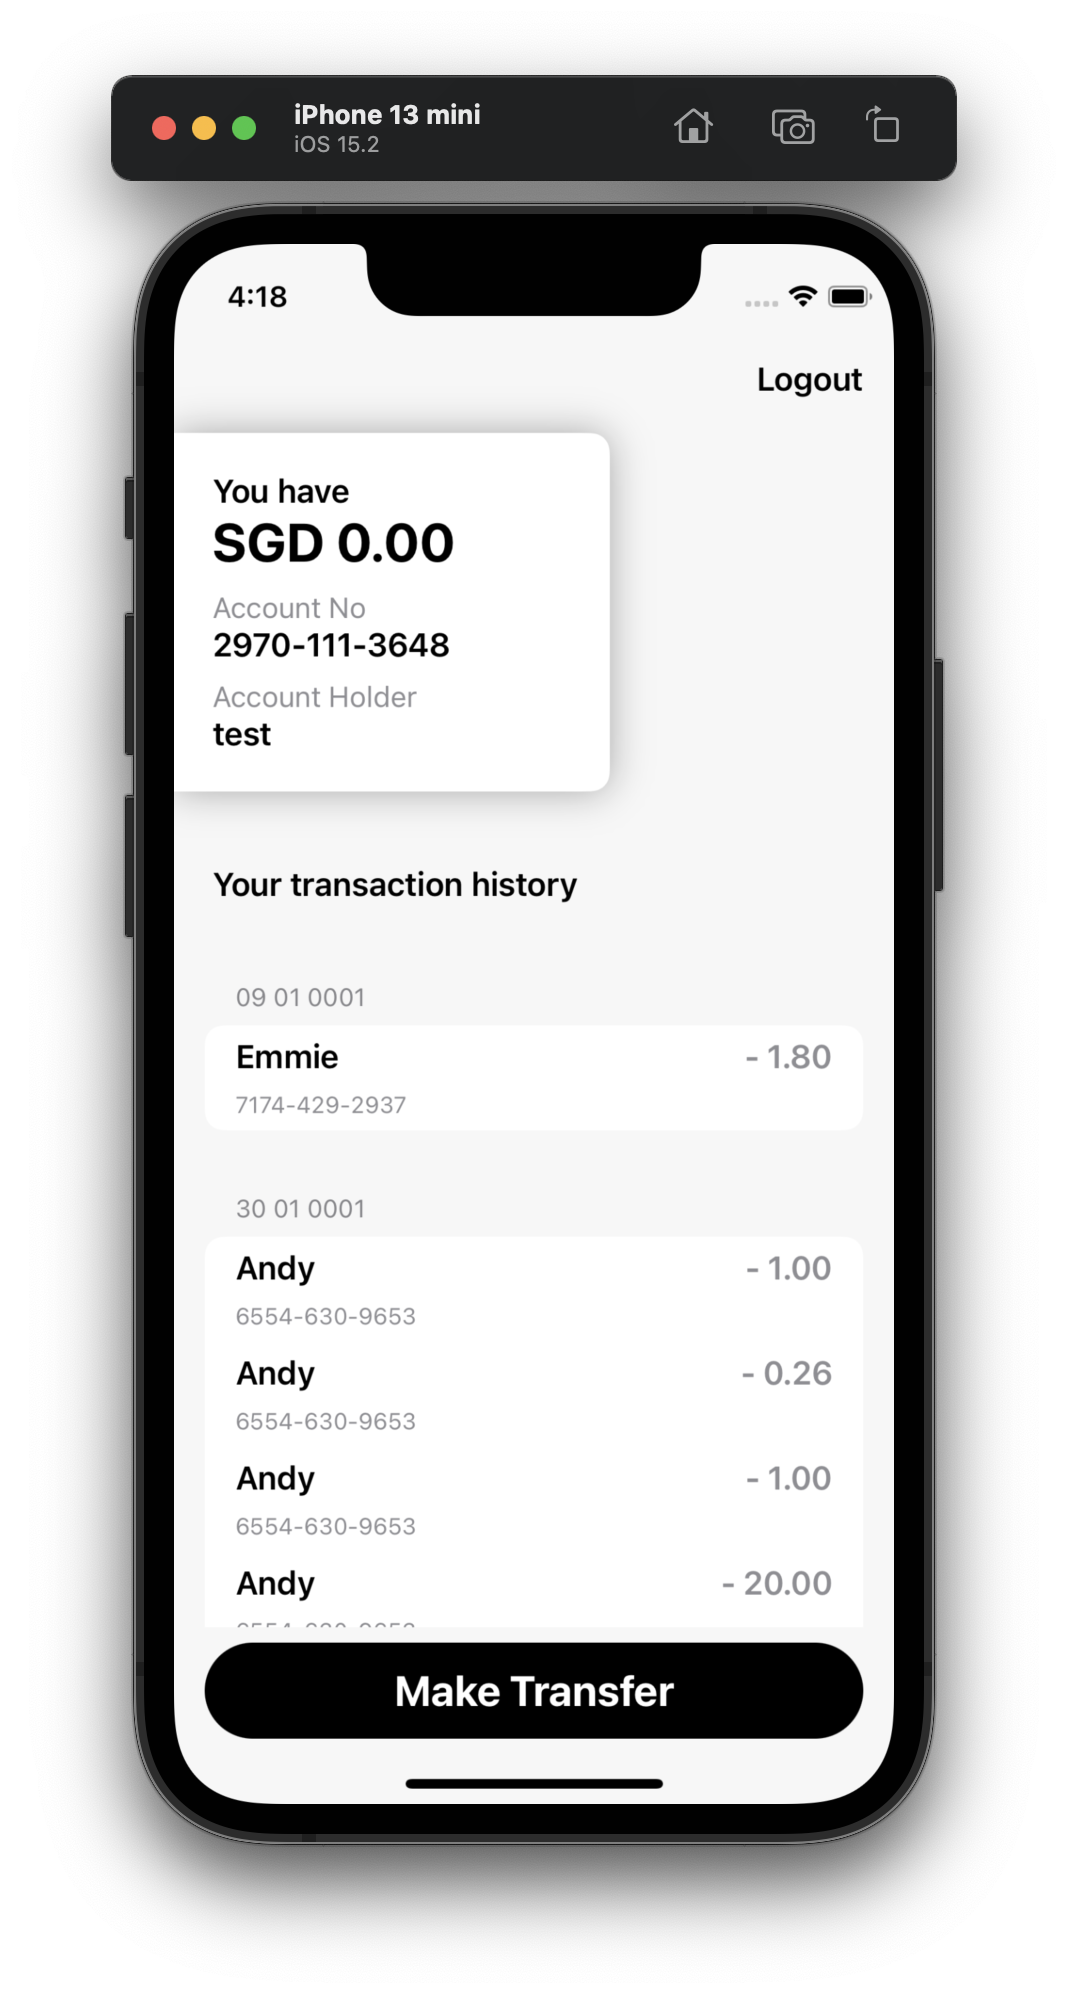 iPhone 13 mini
iOS 15.2
4:18
Logout
You have
SGD 0.00
Account No
2970-111-3648
Account Holder
test
Your transaction history
09 01 0001
Emmie - 1.80
7174-429-2937
30 01 0001
Andy - 1.00
6554-630-9653
Andy - 0.26
6554-630-9653
Andy - 1.00
6554-630-9653
Andy - 20.00
Make Transfer